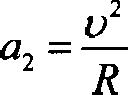 a₂ = υ²/R